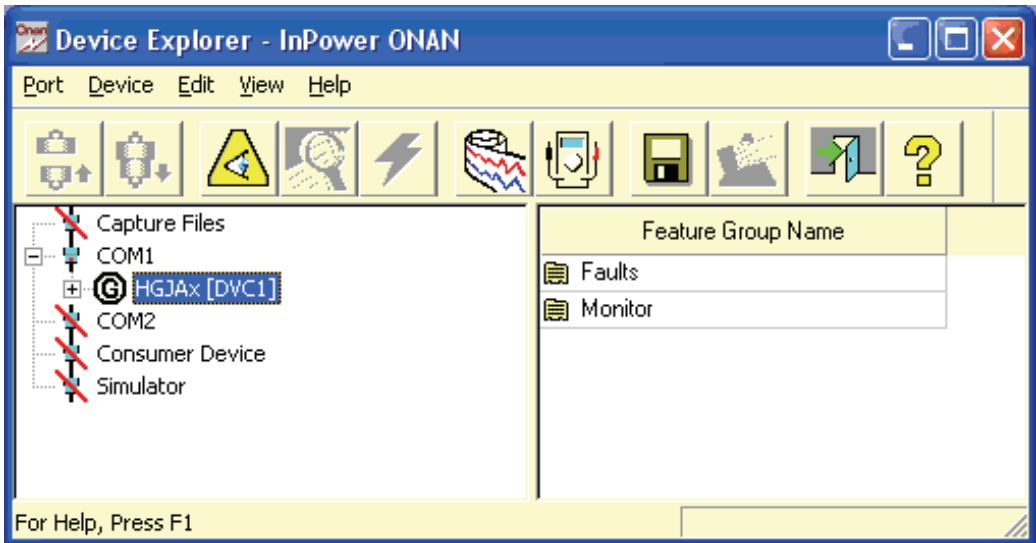 Onan
Device Explorer - InPower ONAN
Port Device Edit View Help
Capture Files
COM1
G HGJAx [DVC1]
COM2
Consumer Device
Simulator
Feature Group Name
Faults
Monitor
For Help, Press F1